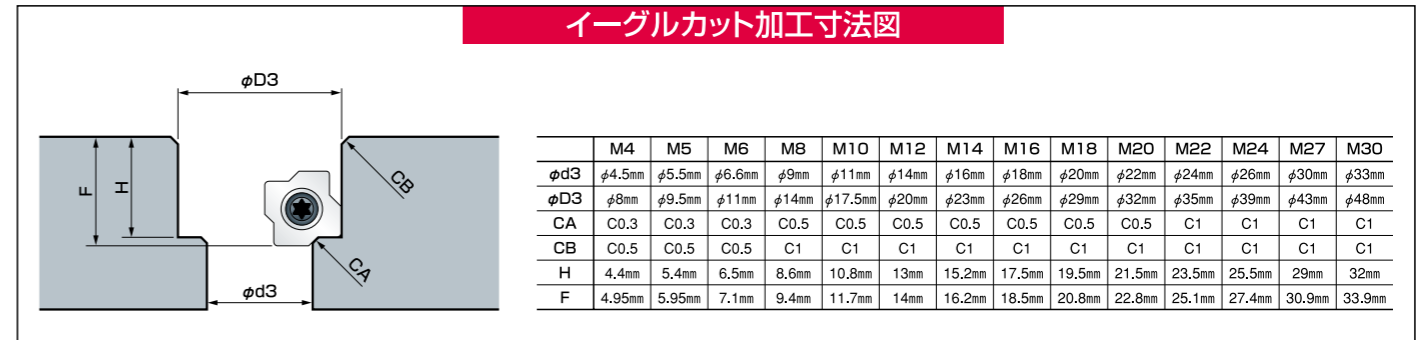 イーグルカット加工寸法図
φD3
F
H
CB
CA
φd3
M4 M5 M6 M8 M10 M12 M14 M16 M18 M20 M22 M24 M27 M30
φd3 φ4.5mm φ5.5mm φ6.6mm φ9mm φ11mm φ14mm φ16mm φ18mm φ20mm φ22mm φ24mm φ26mm φ30mm φ33mm
φD3 φ8mm φ9.5mm φ11mm φ14mm φ17.5mm φ20mm φ23mm φ26mm φ29mm φ32mm φ35mm φ39mm φ43mm φ48mm
CA C0.3 C0.3 C0.3 C0.5 C0.5 C0.5 C0.5 C0.5 C0.5 C0.5 C1 C1 C1 C1
CB C0.5 C0.5 C0.5 C1 C1 C1 C1 C1 C1 C1 C1 C1 C1 C1
H 4.4mm 5.4mm 6.5mm 8.6mm 10.8mm 13mm 15.2mm 17.5mm 19.5mm 21.5mm 23.5mm 25.5mm 29mm 32mm
F 4.95mm 5.95mm 7.1mm 9.4mm 11.7mm 14mm 16.2mm 18.5mm 20.8mm 22.8mm 25.1mm 27.4mm 30.9mm 33.9mm